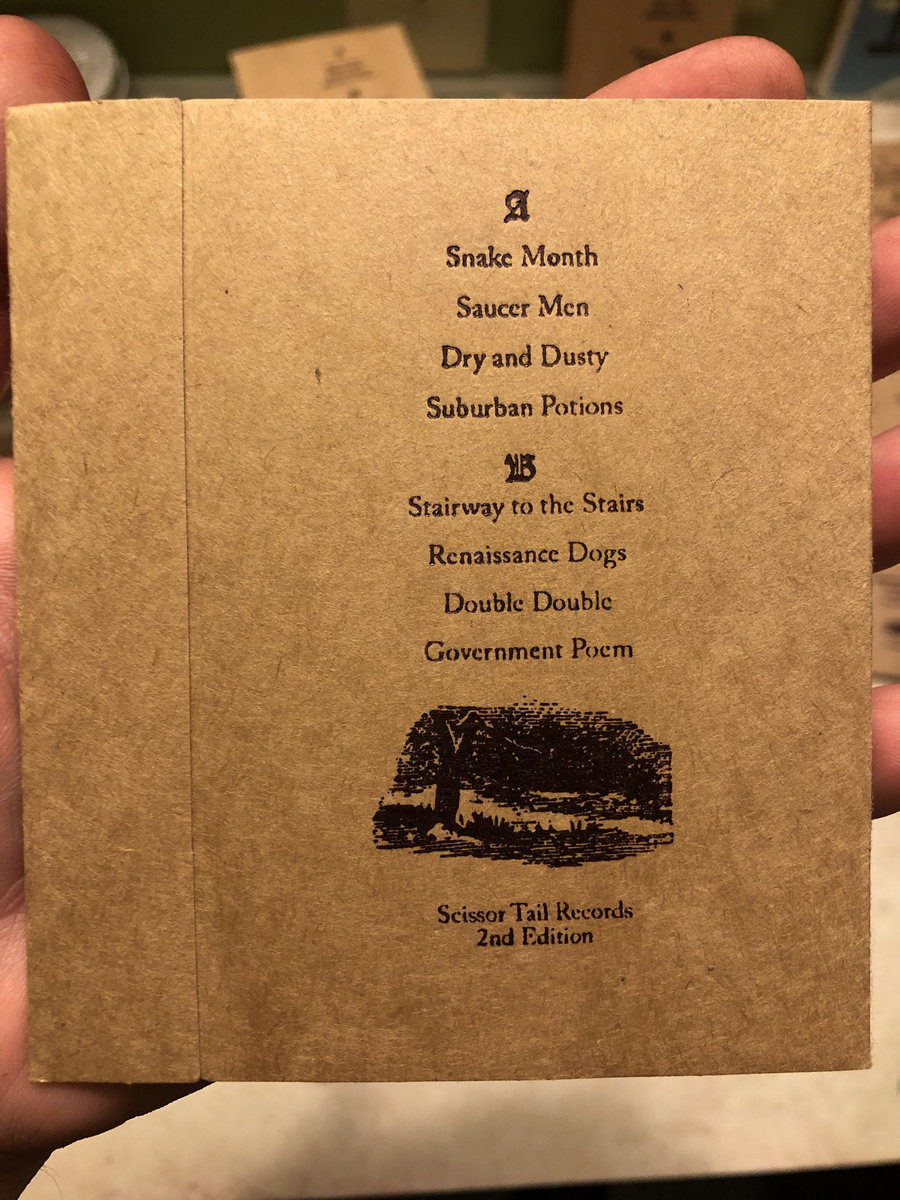 A
Snake Month
Saucer Men
Dry and Dusty
Suburban Potions
B
Stairway to the Stairs
Renaissance Dogs
Double Double
Government Poem
Scissor Tail Records
2nd Edition